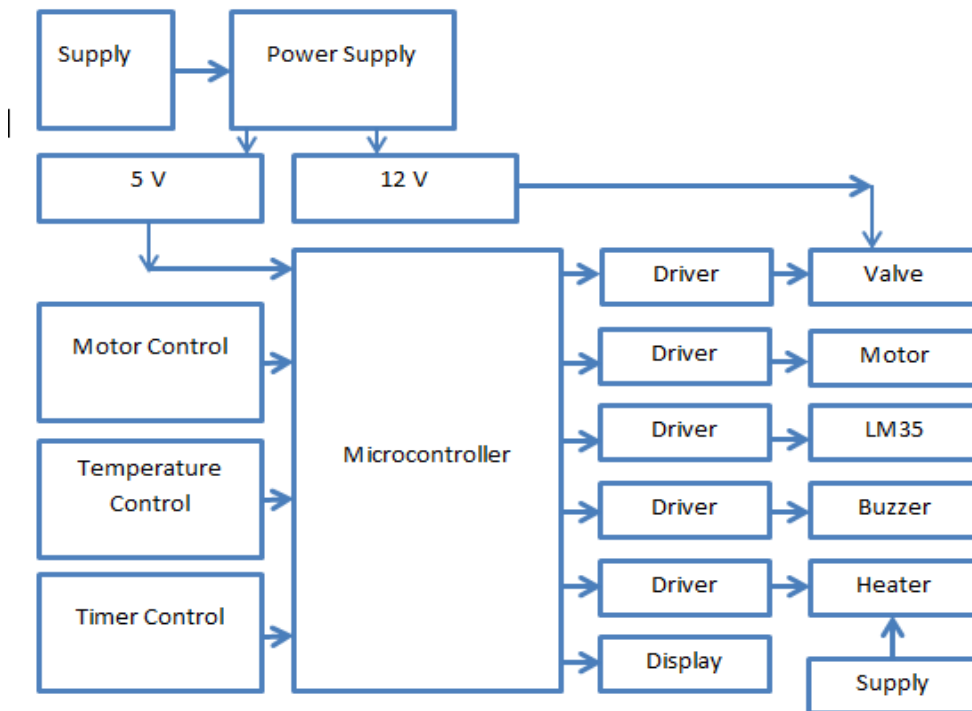 Supply
Power Supply
5 V
12 V
Driver
Valve
Motor Control
Driver
Motor
Microcontroller
Driver
LM35
Temperature
Control
Driver
Buzzer
Timer Control
Driver
Heater
Display
Supply